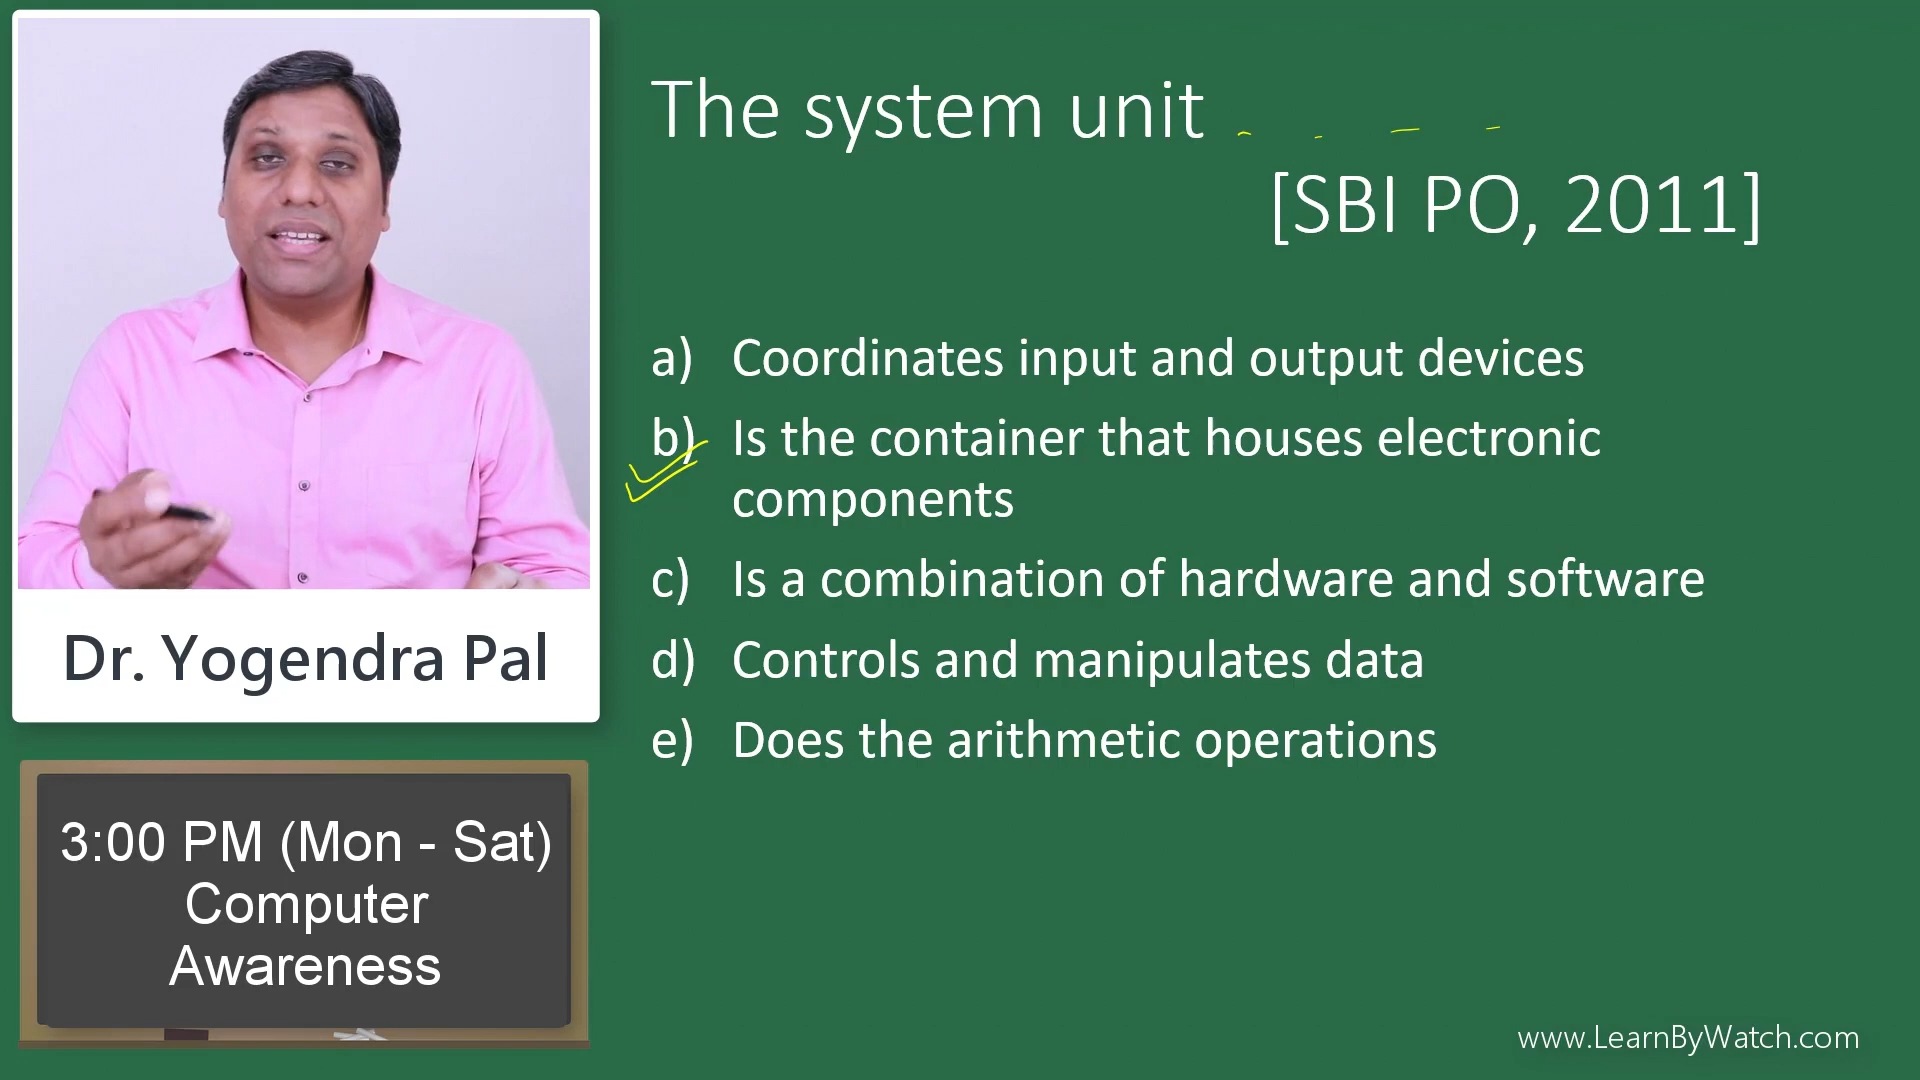 The system unit
[SBI PO, 2011]
a) Coordinates input and output devices
b) Is the container that houses electronic
components
c) Is a combination of hardware and software
d) Controls and manipulates data
e) Does the arithmetic operations
Dr. Yogendra Pal
3:00 PM (Mon - Sat)
Computer
Awareness
www.LearnByWatch.com